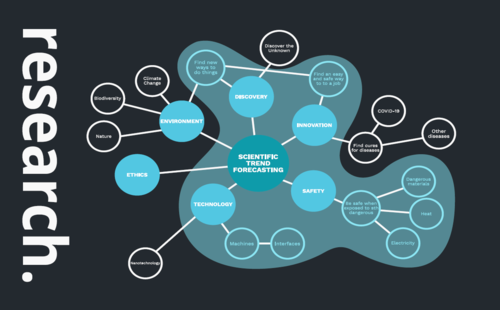 research.
Discover the
Unknown
Find new
ways to
do things
Climate
Change
Find an easy
and safe way
to in a job
Biodiversity
DISCOVERY
COVID-19
ENVIRONMENT
INNOVATION
Nature
Other
diseases
Find cures
for diseases
SCIENTIFIC
TREND
FORECASTING
ETHICS
Dangerous
materials
TECHNOLOGY
SAFETY
Be safe when
exposed to
dangerous
Heat
Machines
Interfaces
Electricity
Nanotechnology